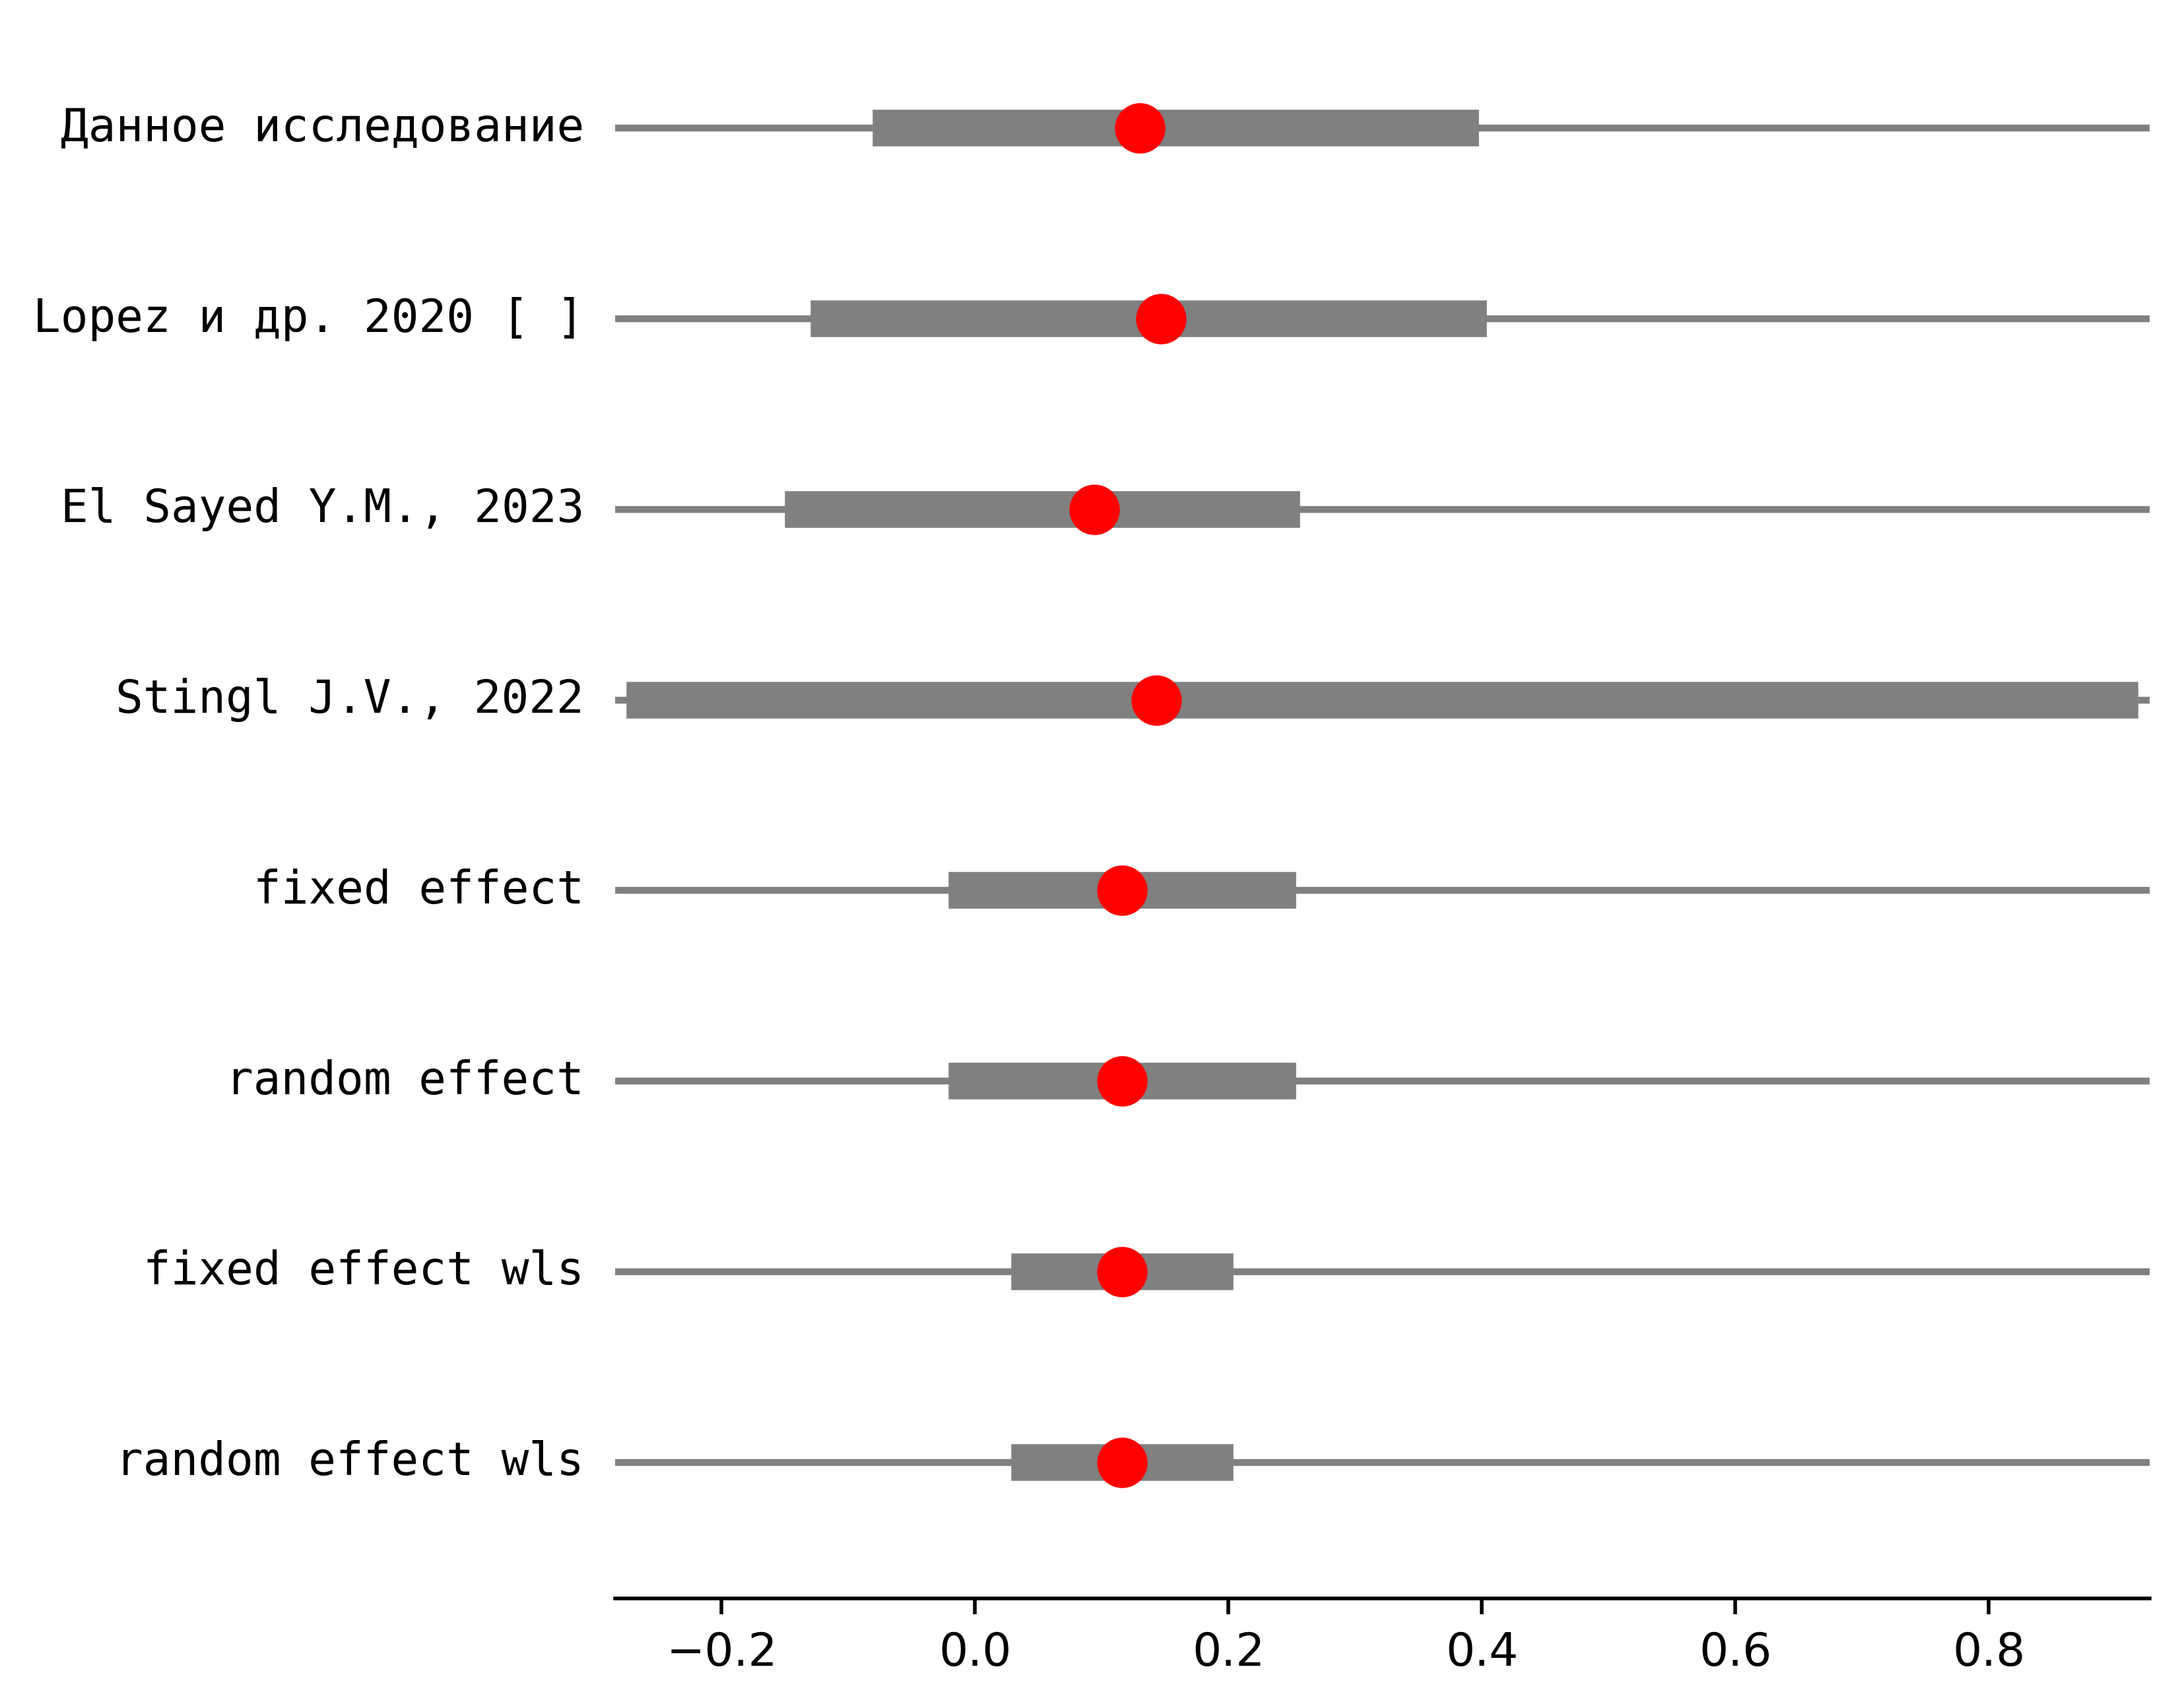 Данное исследование
Lopez и др. 2020 [ ]
El Sayed Y.M., 2023
Stingl J.V., 2022
fixed effect
random effect
fixed effect wls
random effect wls
−0.2 0.0 0.2 0.4 0.6 0.8